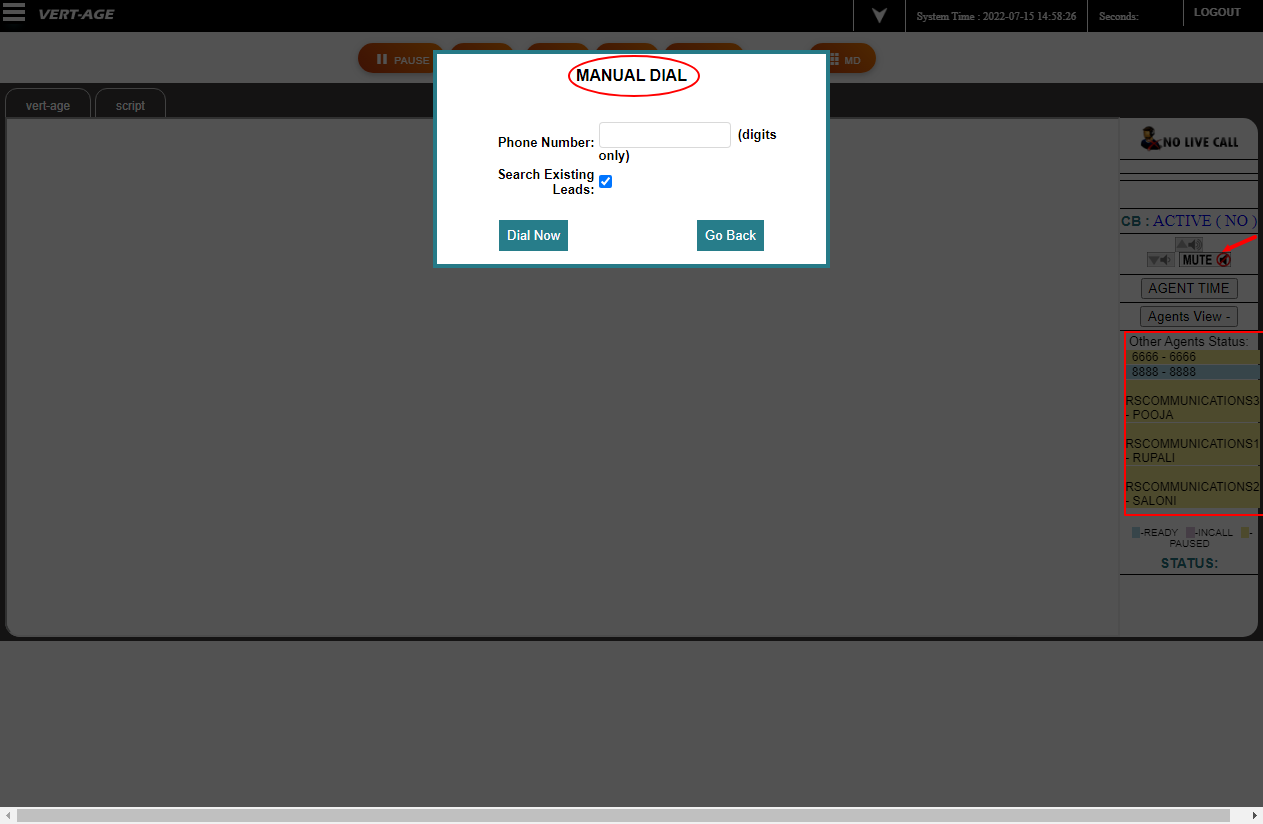 VERT-AGE
System Time : 2022-07-15 14:58:26
Seconds:
LOGOUT
PAUSE
MD
MANUAL DIAL
vert-age
script
Phone Number:
(digits
only)
Search Existing
Leads:
Dial Now
Go Back
NO LIVE CALL
CB : ACTIVE ( NO )
MUTE
AGENT TIME
Agents View -
Other Agents Status:
6666 - 6666
8888 - 8888
RSCOMMUNICATIONS3
- POOJA
RSCOMMUNICATIONS1
- RUPALI
RSCOMMUNICATIONS2
- SALONI
-READY -INCALL -
PAUSED
STATUS: